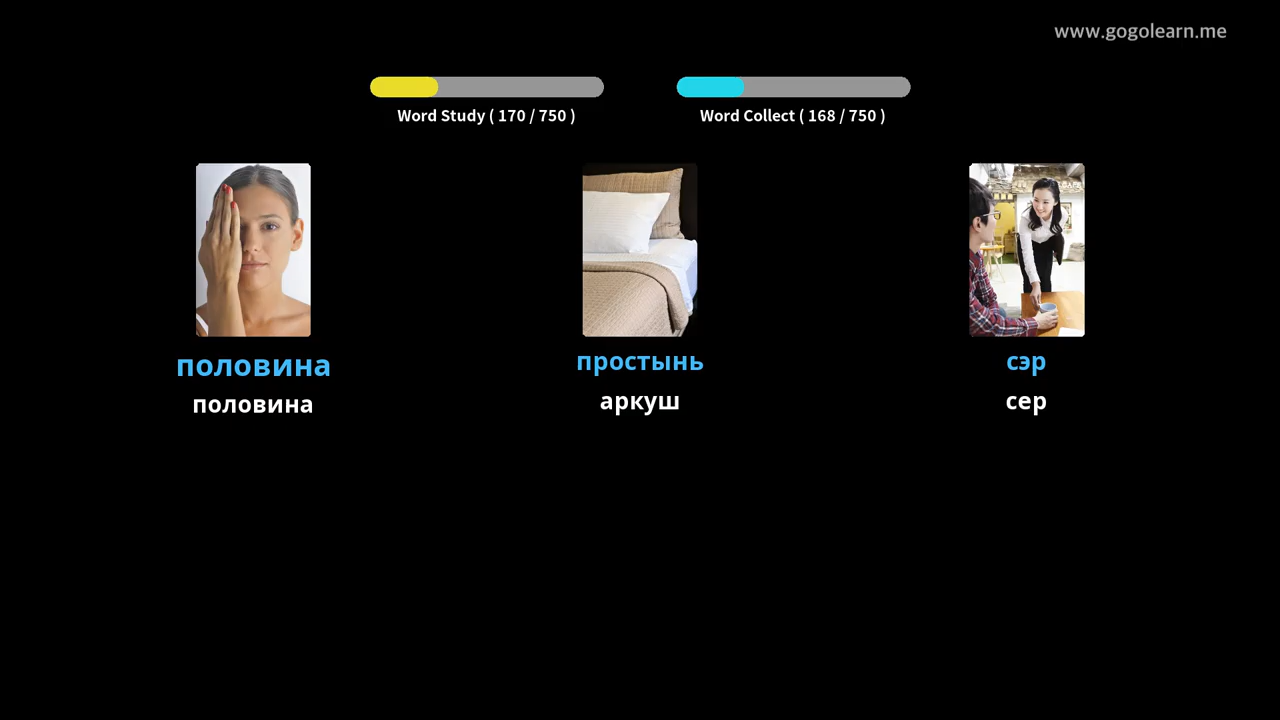 www.gogolearn.me
Word Study ( 170 / 750 )
Word Collect ( 168 / 750 )
половина
простынь
сэр
половина
аркуш
сер